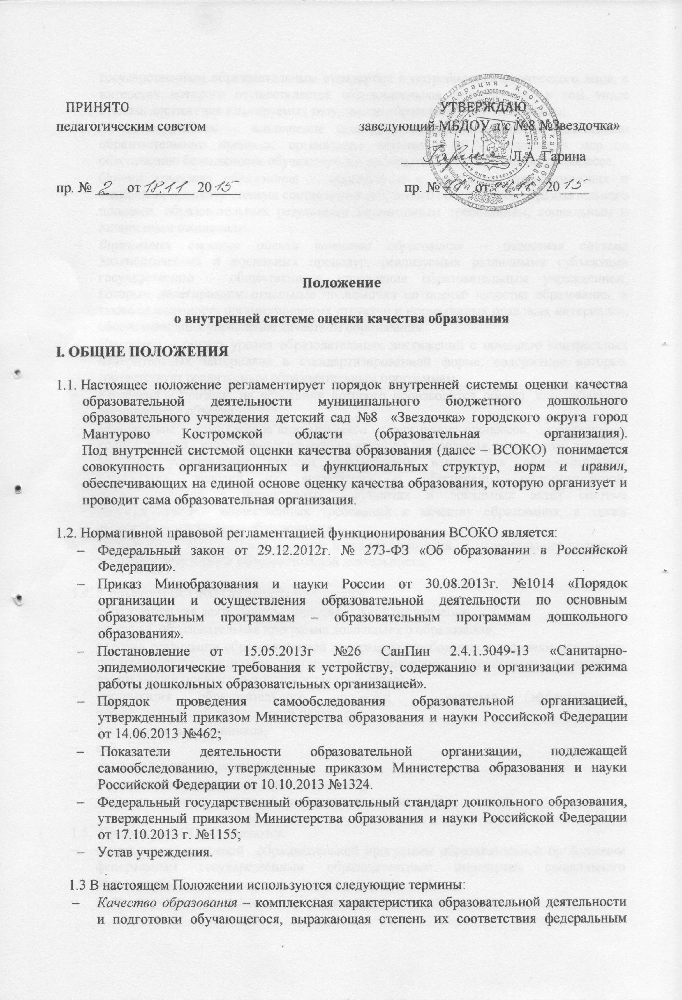 ПРИНЯТО УТВЕРЖДАЮ
педагогическим советом заведующий МБДОУ д/с №8 №Звездочка»
Л.А. Гарина
пр. № 2 от 18.11 2015 пр. № от 2015
Положение
о внутренней системе оценки качества образования
I. ОБЩИЕ ПОЛОЖЕНИЯ
1.1. Настоящее положение регламентирует порядок внутренней системы оценки качества
образовательной деятельности муниципального бюджетного дошкольного
образовательного учреждения детский сад №8 «Звездочка» городского округа город
Мантурово Костромской области (образовательная организация).
Под внутренней системой оценки качества образования (далее – ВСОКО) понимается
совокупность организационных и функциональных структур, норм и правил,
обеспечивающих на единой основе оценку качества образования, которую организует и
проводит сама образовательная организация.
1.2. Нормативной правовой регламентацией функционирования ВСОКО является:
– Федеральный закон от 29.12.2012г. № 273-ФЗ «Об образовании в Российской
Федерации».
– Приказ Минобразования и науки России от 30.08.2013г. №1014 «Порядок
организации и осуществления образовательной деятельности по основным
образовательным программам – образовательным программам дошкольного
образования».
– Постановление от 15.05.2013г №26 СанПин 2.4.1.3049-13 «Санитарно-
эпидемиологические требования к устройству, содержанию и организации режима
работы дошкольных образовательных организацией».
– Порядок проведения самообследования образовательной организацией,
утвержденный приказом Министерства образования и науки Российской Федерации
от 14.06.2013 №462;
– Показатели деятельности образовательной организации, подлежащей
самообследованию, утвержденные приказом Министерства образования и науки
Российской Федерации от 10.10.2013 №1324.
– Федеральный государственный образовательный стандарт дошкольного образования,
утвержденный приказом Министерства образования и науки Российской Федерации
от 17.10.2013 г. №1155;
– Устав учреждения.
1.3 В настоящем Положении используются следующие термины:
– Качество образования – комплексная характеристика образовательной деятельности
и подготовки обучающегося, выражающая степень их соответствия федеральным